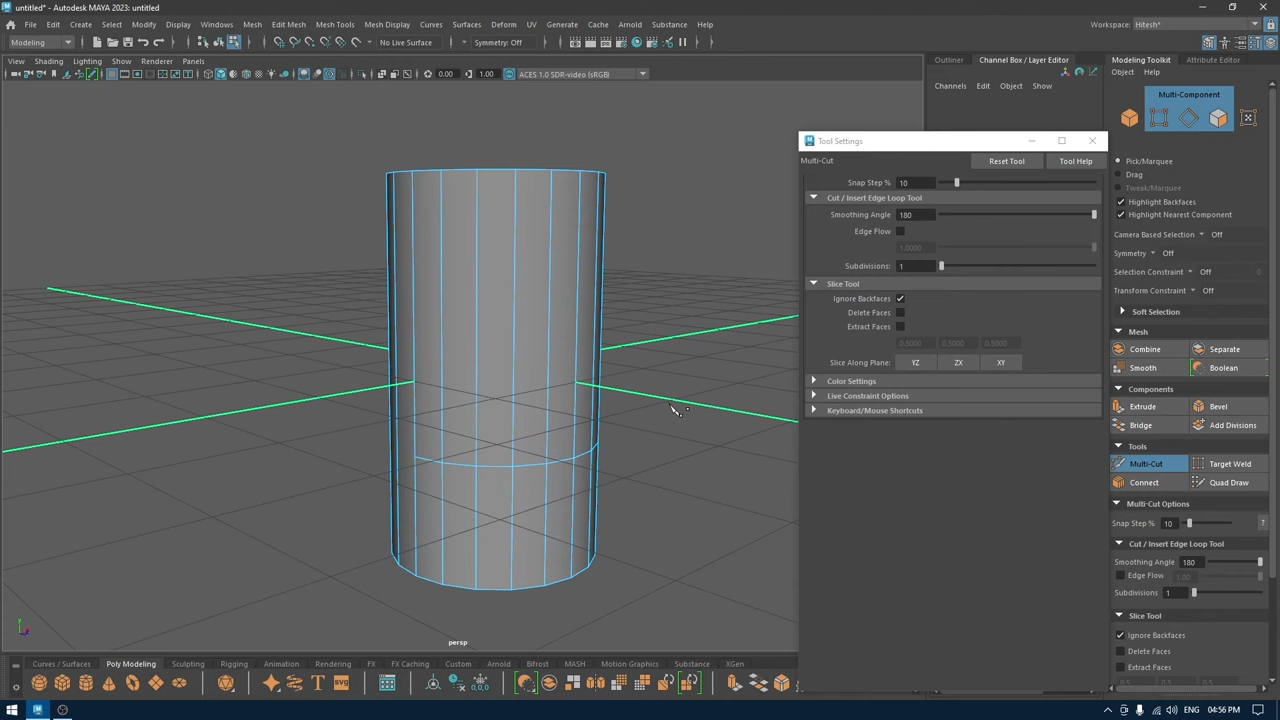 untitled* - Autodesk MAYA 2023: untitled
File Edit Create Select Modify Display Windows Mesh Edit Mesh Mesh Tools Mesh Display Curves Surfaces Deform UV Generate Cache Arnold Substance Help
Workspace: Hitesh*
Modeling No Live Surface Symmetry: Off
View Shading Lighting Show Renderer Panels
0.00 1.00 ACES 1.0 SDR-video (sRGB)
Outliner Channel Box / Layer Editor
Channels Edit Object Show
Modeling Toolkit Attribute Editor
Object Help
Multi-Component
Pick/Marquee
Drag
Tweak/Marquee
Highlight Backfaces
Highlight Nearest Component
Camera Based Selection Off
Symmetry Off
Selection Constraint Off
Transform Constraint Off
Soft Selection
Mesh
Combine Separate
Smooth Boolean
Components
Extrude Bevel
Bridge Add Divisions
Tools
Multi-Cut Target Weld
Connect Quad Draw
Multi-Cut Options
Snap Step % 10 ?
Cut / Insert Edge Loop Tool
Smoothing Angle 180
Edge Flow 1.00
Subdivisions 1
Slice Tool
Ignore Backfaces
Delete Faces
Extract Faces
Tool Settings
Multi-Cut Reset Tool Tool Help
Snap Step % 10
Cut / Insert Edge Loop Tool
Smoothing Angle 180
Edge Flow
1.0000
Subdivisions: 1
Slice Tool
Ignore Backfaces
Delete Faces
Extract Faces
0.5000 0.5000 0.5000
Slice Along Plane: YZ ZX XY
Color Settings
Live Constraint Options
Keyboard/Mouse Shortcuts
persp
Curves / Surfaces Poly Modeling Sculpting Rigging Animation Rendering FX FX Caching Custom Arnold Bifrost MASH Motion Graphics Substance XGen
ENG 04:56 PM